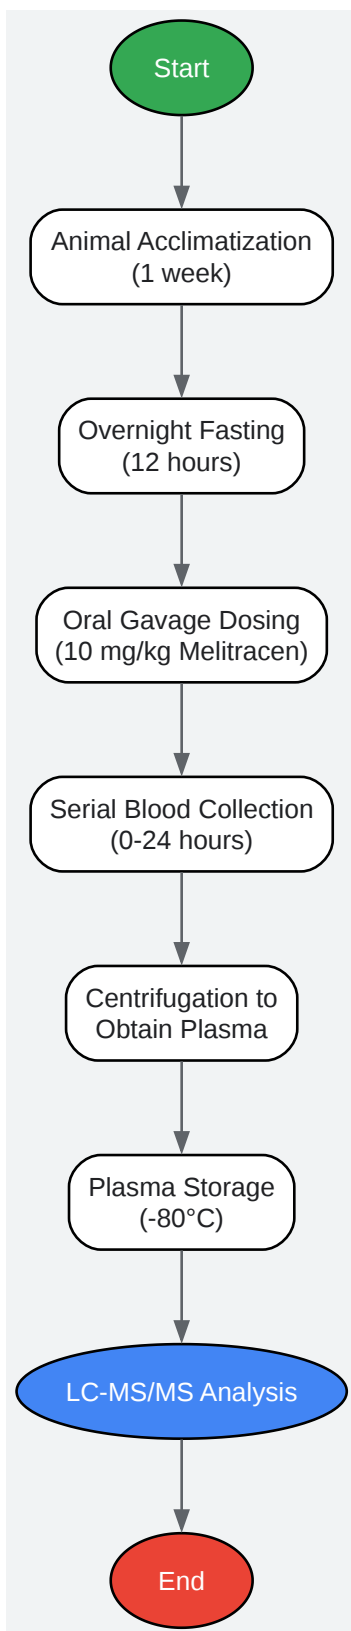 Start
Animal Acclimatization
(1 week)
Overnight Fasting
(12 hours)
Oral Gavage Dosing
(10 mg/kg Melitracen)
Serial Blood Collection
(0-24 hours)
Centrifugation to
Obtain Plasma
Plasma Storage
(-80°C)
LC-MS/MS Analysis
End